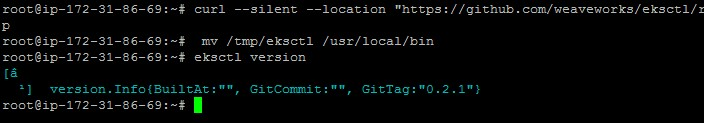 root@ip-172-31-86-69:~# curl --silent --location "https://github.com/weaveworks/eksctl/r
p
root@ip-172-31-86-69:~#  mv /tmp/eksctl /usr/local/bin
root@ip-172-31-86-69:~# eksctl version
[â
¹]  version.Info{BuiltAt:"", GitCommit:"", GitTag:"0.2.1"}
root@ip-172-31-86-69:~#